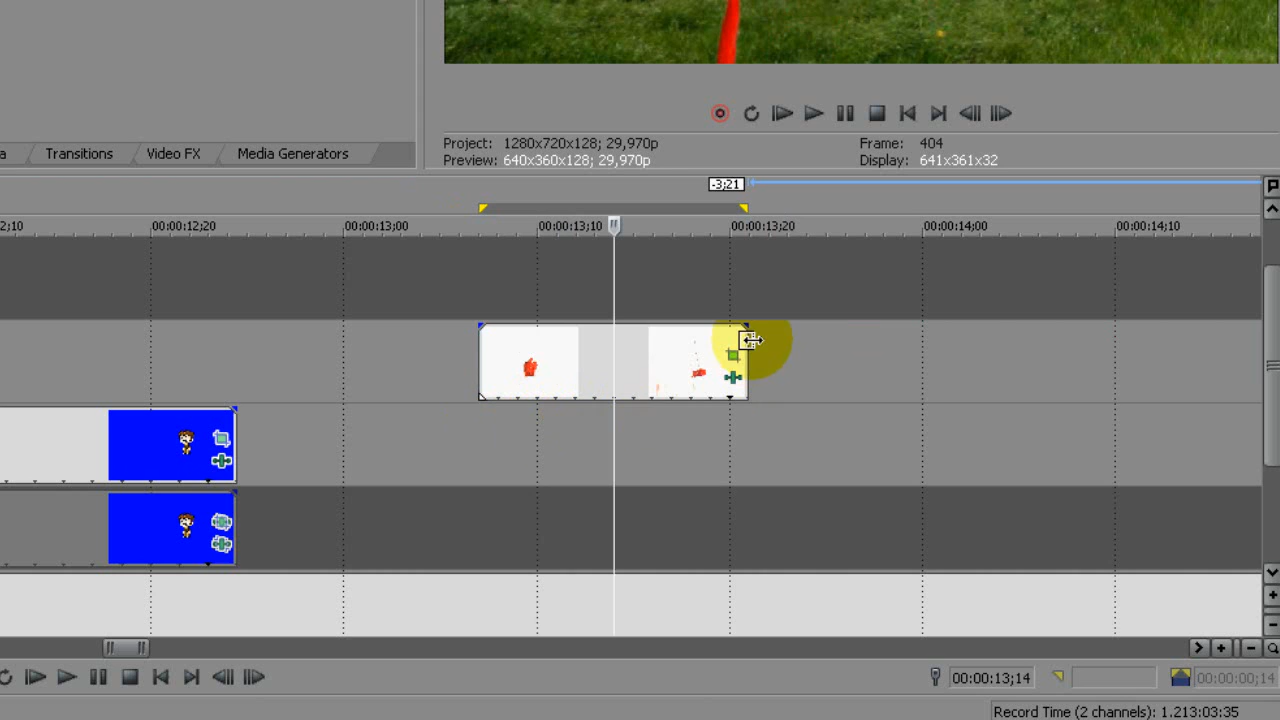 a Transitions Video FX Media Generators
Project: 1280x720x128; 29,970p Frame: 404
Preview: 640x360x128; 29,970p Display: 641x361x32
-3;21
2;10 00:00:12;20 00:00:13;00 00:00:13;10 00:00:13;20 00:00:14;00 00:00:14;10
00:00:13;14 00:00:00;14
Record Time (2 channels): 1.213:03:35